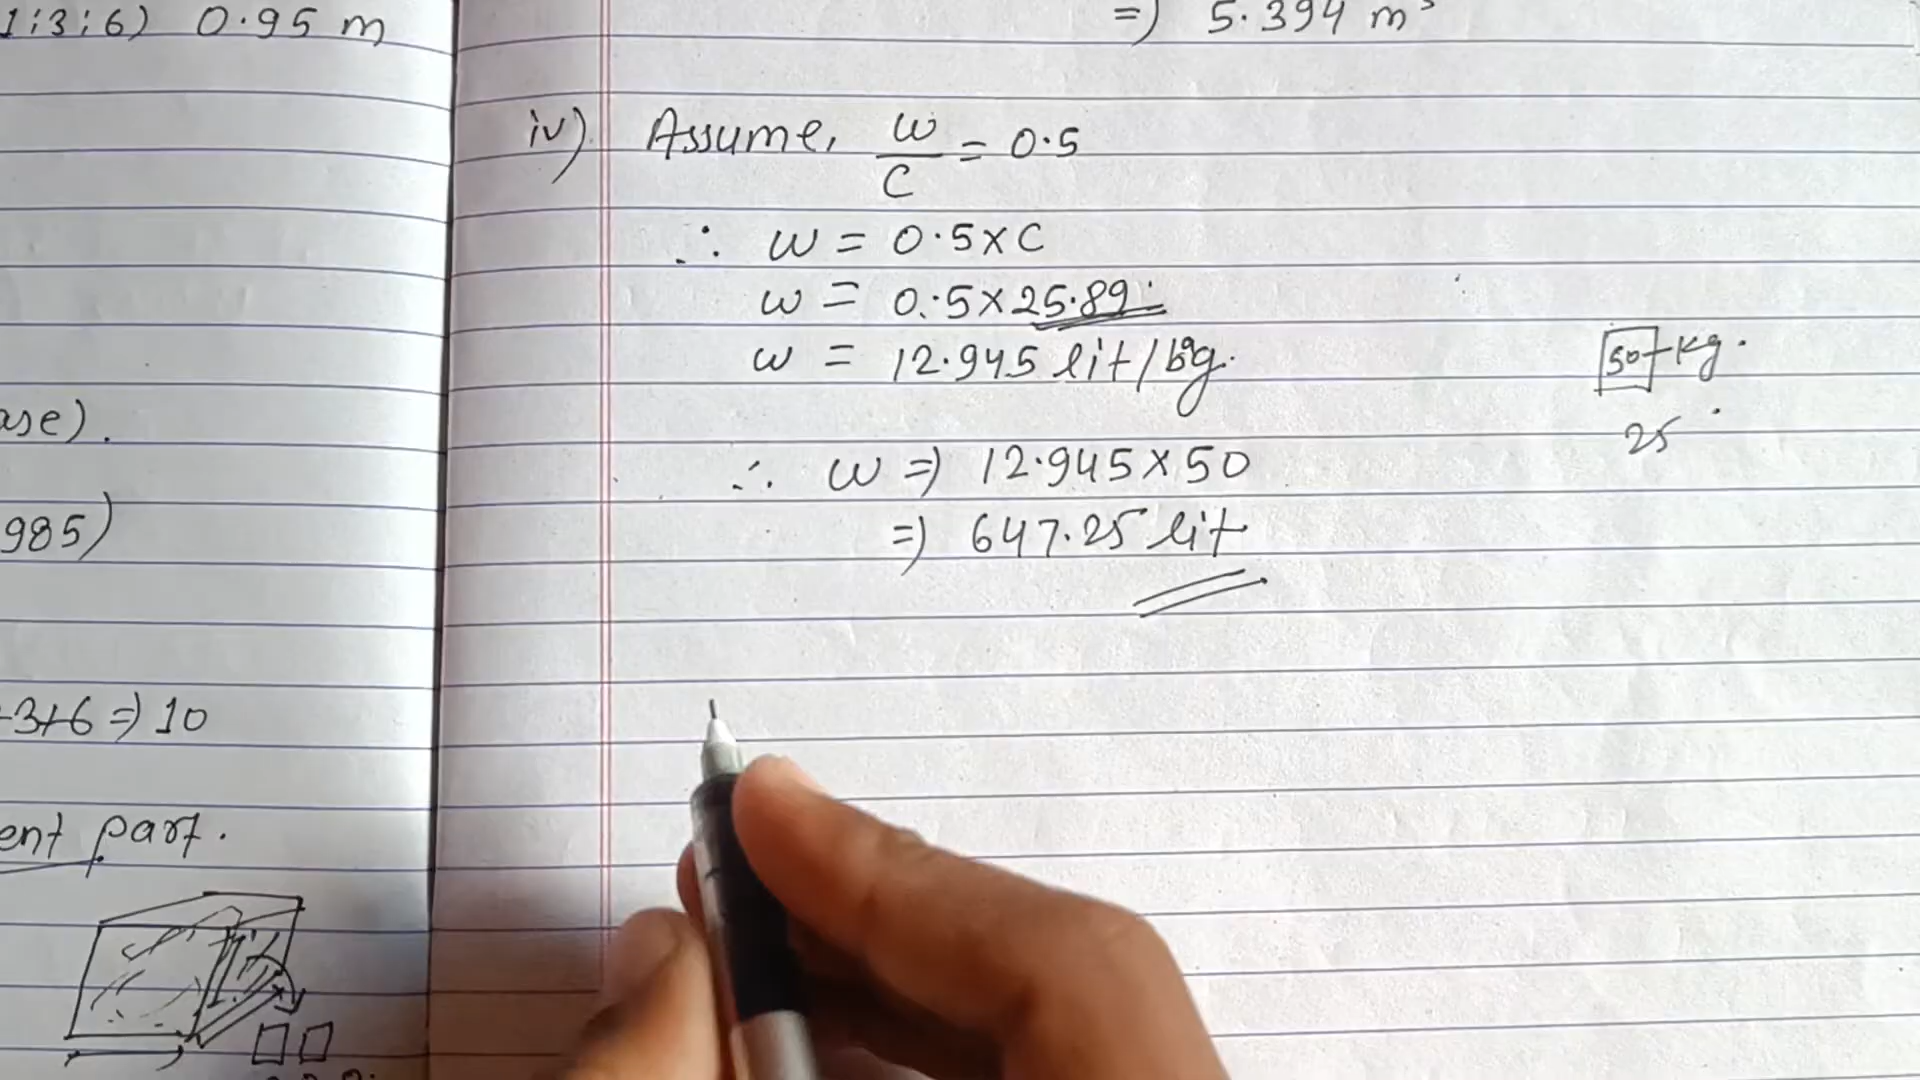 1:3:6) 0.95 m
ase).
985)
+3+6 => 10
ent part.
=) 5.394 m³
iv) Assume, w/c = 0.5
∴ w = 0.5×C
w = 0.5×25.89
w = 12.945 lit/bag.
50 kg.
25
∴ w =) 12.945×50
=) 647.25 lit